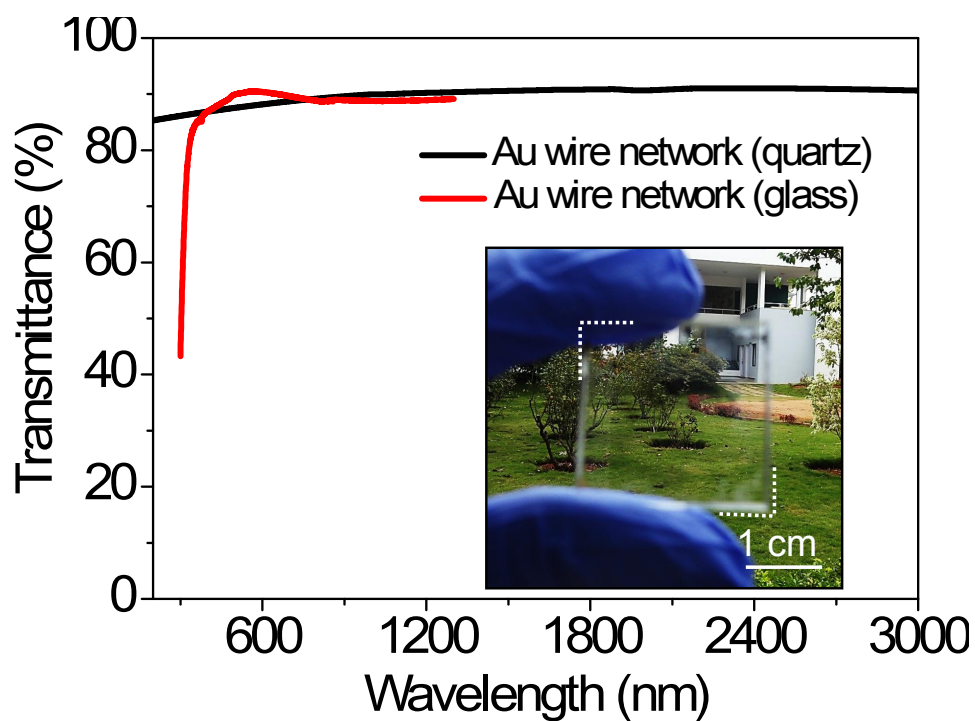 100
80
60
40
20
0
Transmittance (%)
Au wire network (quartz)
Au wire network (glass)
1 cm
600
1200
1800
2400
3000
Wavelength (nm)